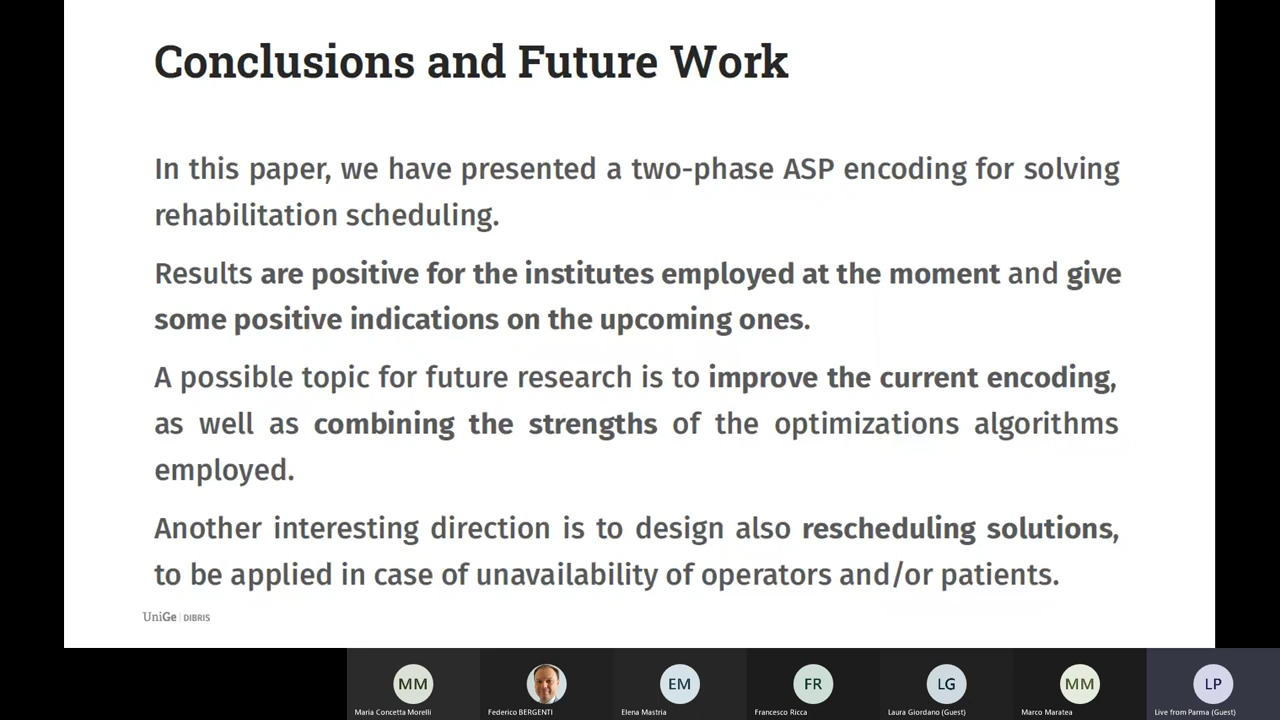 Conclusions and Future Work
In this paper, we have presented a two-phase ASP encoding for solving
rehabilitation scheduling.
Results are positive for the institutes employed at the moment and give
some positive indications on the upcoming ones.
A possible topic for future research is to improve the current encoding,
as well as combining the strengths of the optimizations algorithms
employed.
Another interesting direction is to design also rescheduling solutions,
to be applied in case of unavailability of operators and/or patients.
UniGe | DIBRIS
MM
EM
FR
LG
MM
LP
Maria Concetta Morelli
Federico BERGENTI
Elena Mastria
Francesco Ricca
Laura Giordano (Guest)
Marco Maratea
Live from Parma (Guest)